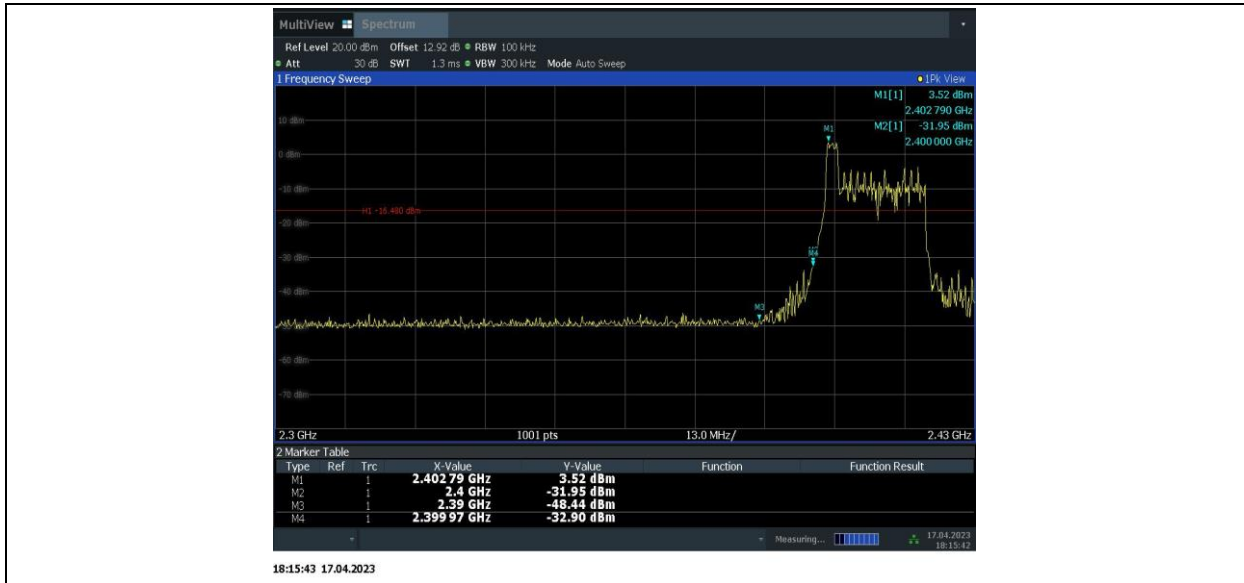 MultiView Spectrum
Ref Level 20.00 dBm Offset 12.92 dB RBW 100 kHz
Att 30 dB SWT 1.3 ms VBW 300 kHz Mode Auto Sweep
1 Frequency Sweep 1Pk View
M1[1] 3.52 dBm
2.402 790 GHz
10 dBm
M1
M2[1] -31.95 dBm
2.400 000 GHz
0 dBm
-10 dBm
H1 -16.480 dBm
-20 dBm
M4
-30 dBm
-40 dBm
M3
-60 dBm
-70 dBm
2.3 GHz 1001 pts 13.0 MHz/ 2.43 GHz
2 Marker Table
Type Ref Trc X-Value Y-Value Function Function Result
M1 1 2.402 79 GHz 3.52 dBm
M2 1 2.4 GHz -31.95 dBm
M3 1 2.39 GHz -48.44 dBm
M4 1 2.399 97 GHz -32.90 dBm
Measuring... 17.04.2023
18:15:42
18:15:43 17.04.2023